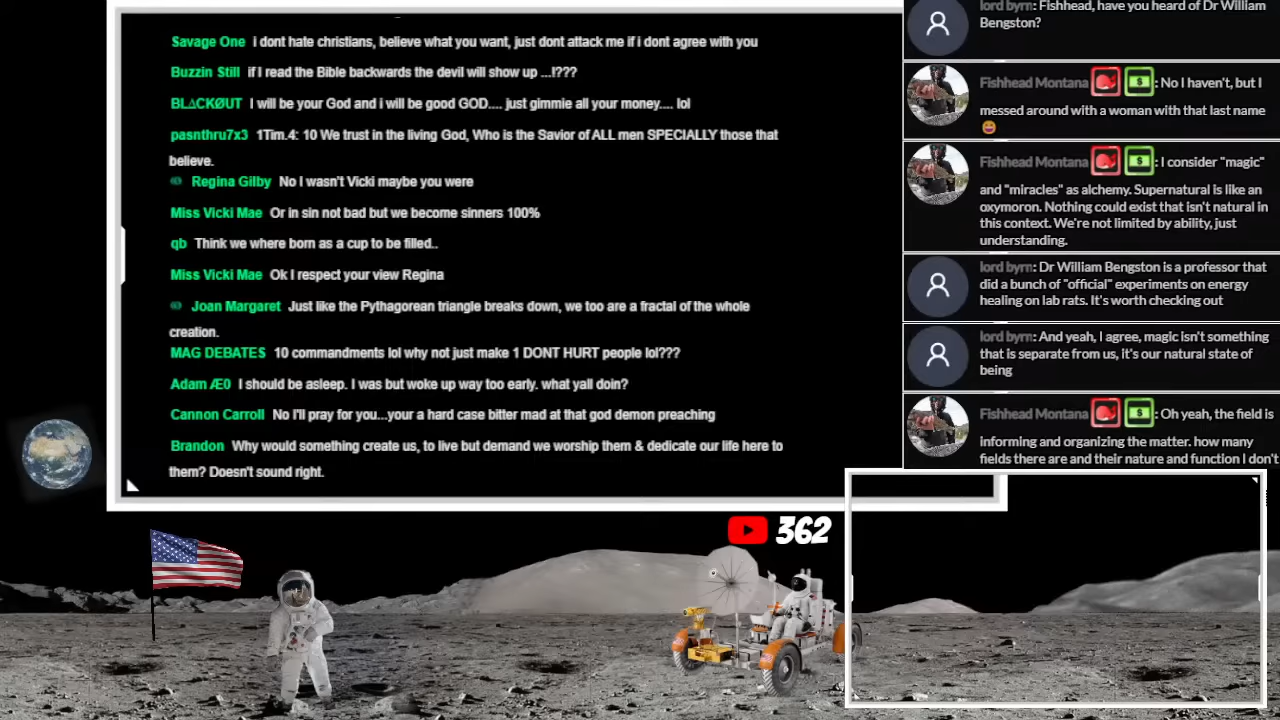 Savage One i dont hate christians, believe what you want, just dont attack me if i dont agree with you
Buzzin Still if I read the Bible backwards the devil will show up ...!???
BL∆CKØUT I will be your God and i will be good GOD.... just gimmie all your money.... lol
pasnthru7x3 1Tim.4: 10 We trust in the living God, Who is the Savior of ALL men SPECIALLY those that
believe.
Regina Gilby No I wasn't Vicki maybe you were
Miss Vicki Mae Or in sin not bad but we become sinners 100%
qb Think we where born as a cup to be filled..
Miss Vicki Mae Ok I respect your view Regina
Joan Margaret Just like the Pythagorean triangle breaks down, we too are a fractal of the whole
creation.
MAG DEBATES 10 commandments lol why not just make 1 DONT HURT people lol???
Adam Æ0 I should be asleep. I was but woke up way too early. what yall doin?
Cannon Carroll No I'll pray for you...your a hard case bitter mad at that god demon preaching
Brandon Why would something create us, to live but demand we worship them & dedicate our life here to
them? Doesn't sound right.
lord byrn: Fishhead, have you heard of Dr William
Bengston?
Fishhead Montana : No I haven't, but I
messed around with a woman with that last name
😄
Fishhead Montana : I consider "magic"
and "miracles" as alchemy. Supernatural is like an
oxymoron. Nothing could exist that isn't natural in
this context. We're not limited by ability, just
understanding.
lord byrn: Dr William Bengston is a professor that
did a bunch of "official" experiments on energy
healing on lab rats. It's worth checking out
lord byrn: And yeah, I agree, magic isn't something
that is separate from us, it's our natural state of
being
Fishhead Montana : Oh yeah, the field is
informing and organizing the matter. how many
fields there are and their nature and function I don't
362